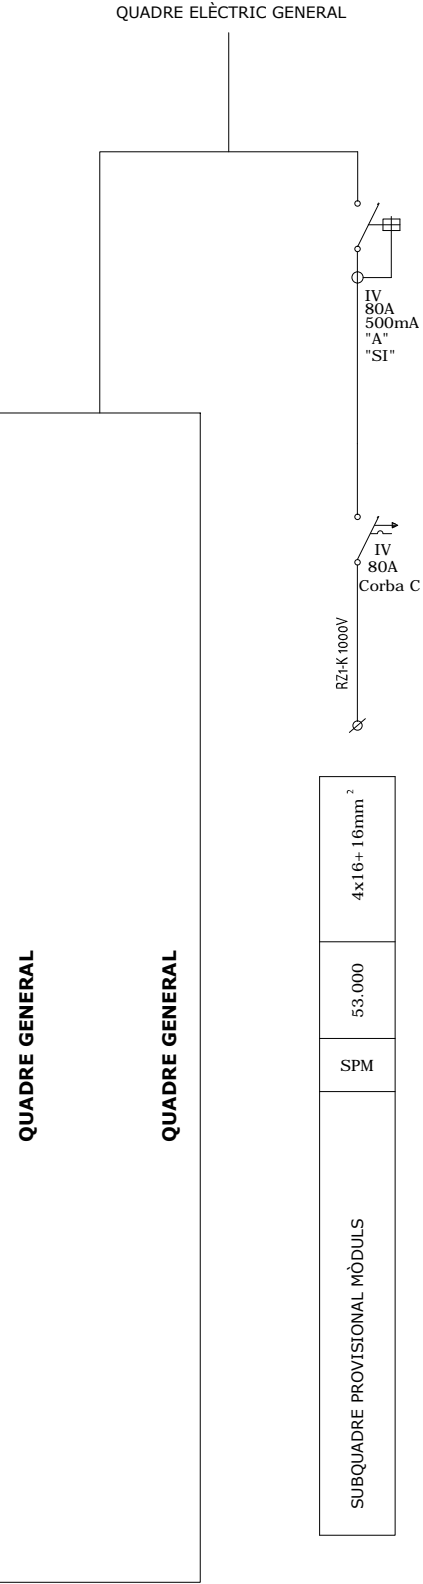 QUADRE ELÈCTRIC GENERAL
IV
80A
500mA
"A"
"SI"
IV
80A
Corba C
RZ1-K 1000V
4x16+16mm²
53.000
SPM
SUBQUADRE PROVISIONAL MÒDULS
QUADRE GENERAL
QUADRE GENERAL